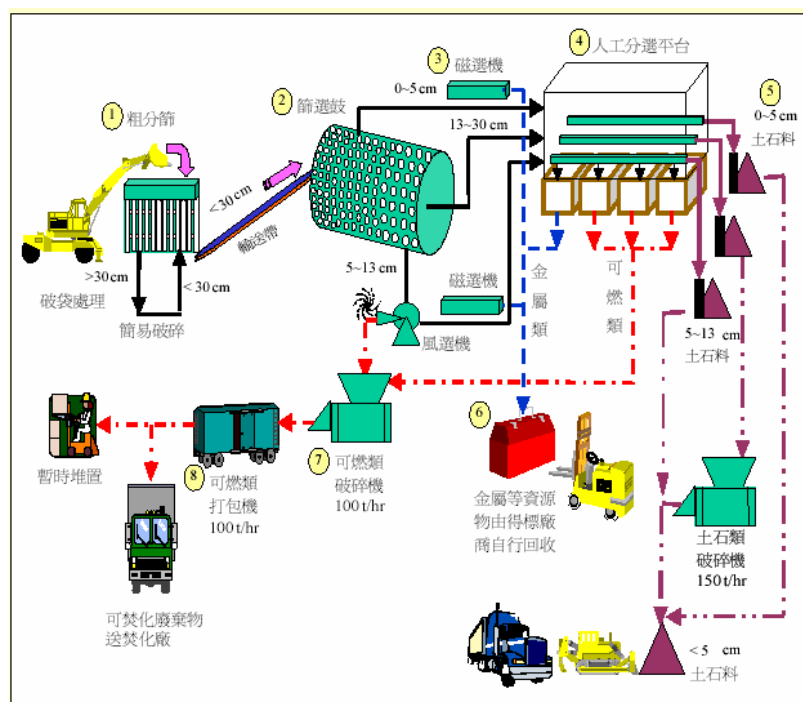 1
粗分篩
2
篩選鼓
3
磁選機
0~5 cm
4
人工分選平台
5
0~5 cm
土石料
13~30 cm
<30 cm
輸送帶
>30cm
<30 cm
破袋處理
簡易破碎
5~13 cm
磁選機
風选機
金
屬
類
可
燃
類
5~13 cm
土石料
暫時堆置
8
可燃類
打包機
100 t/hr
7
可燃類
破碎機
100 t/hr
6
金屬等資源
物由得標廠
商自行回收
土石類
破碎機
150 t/hr
可焚化廢棄物
送焚化廠
<5 cm
土石料